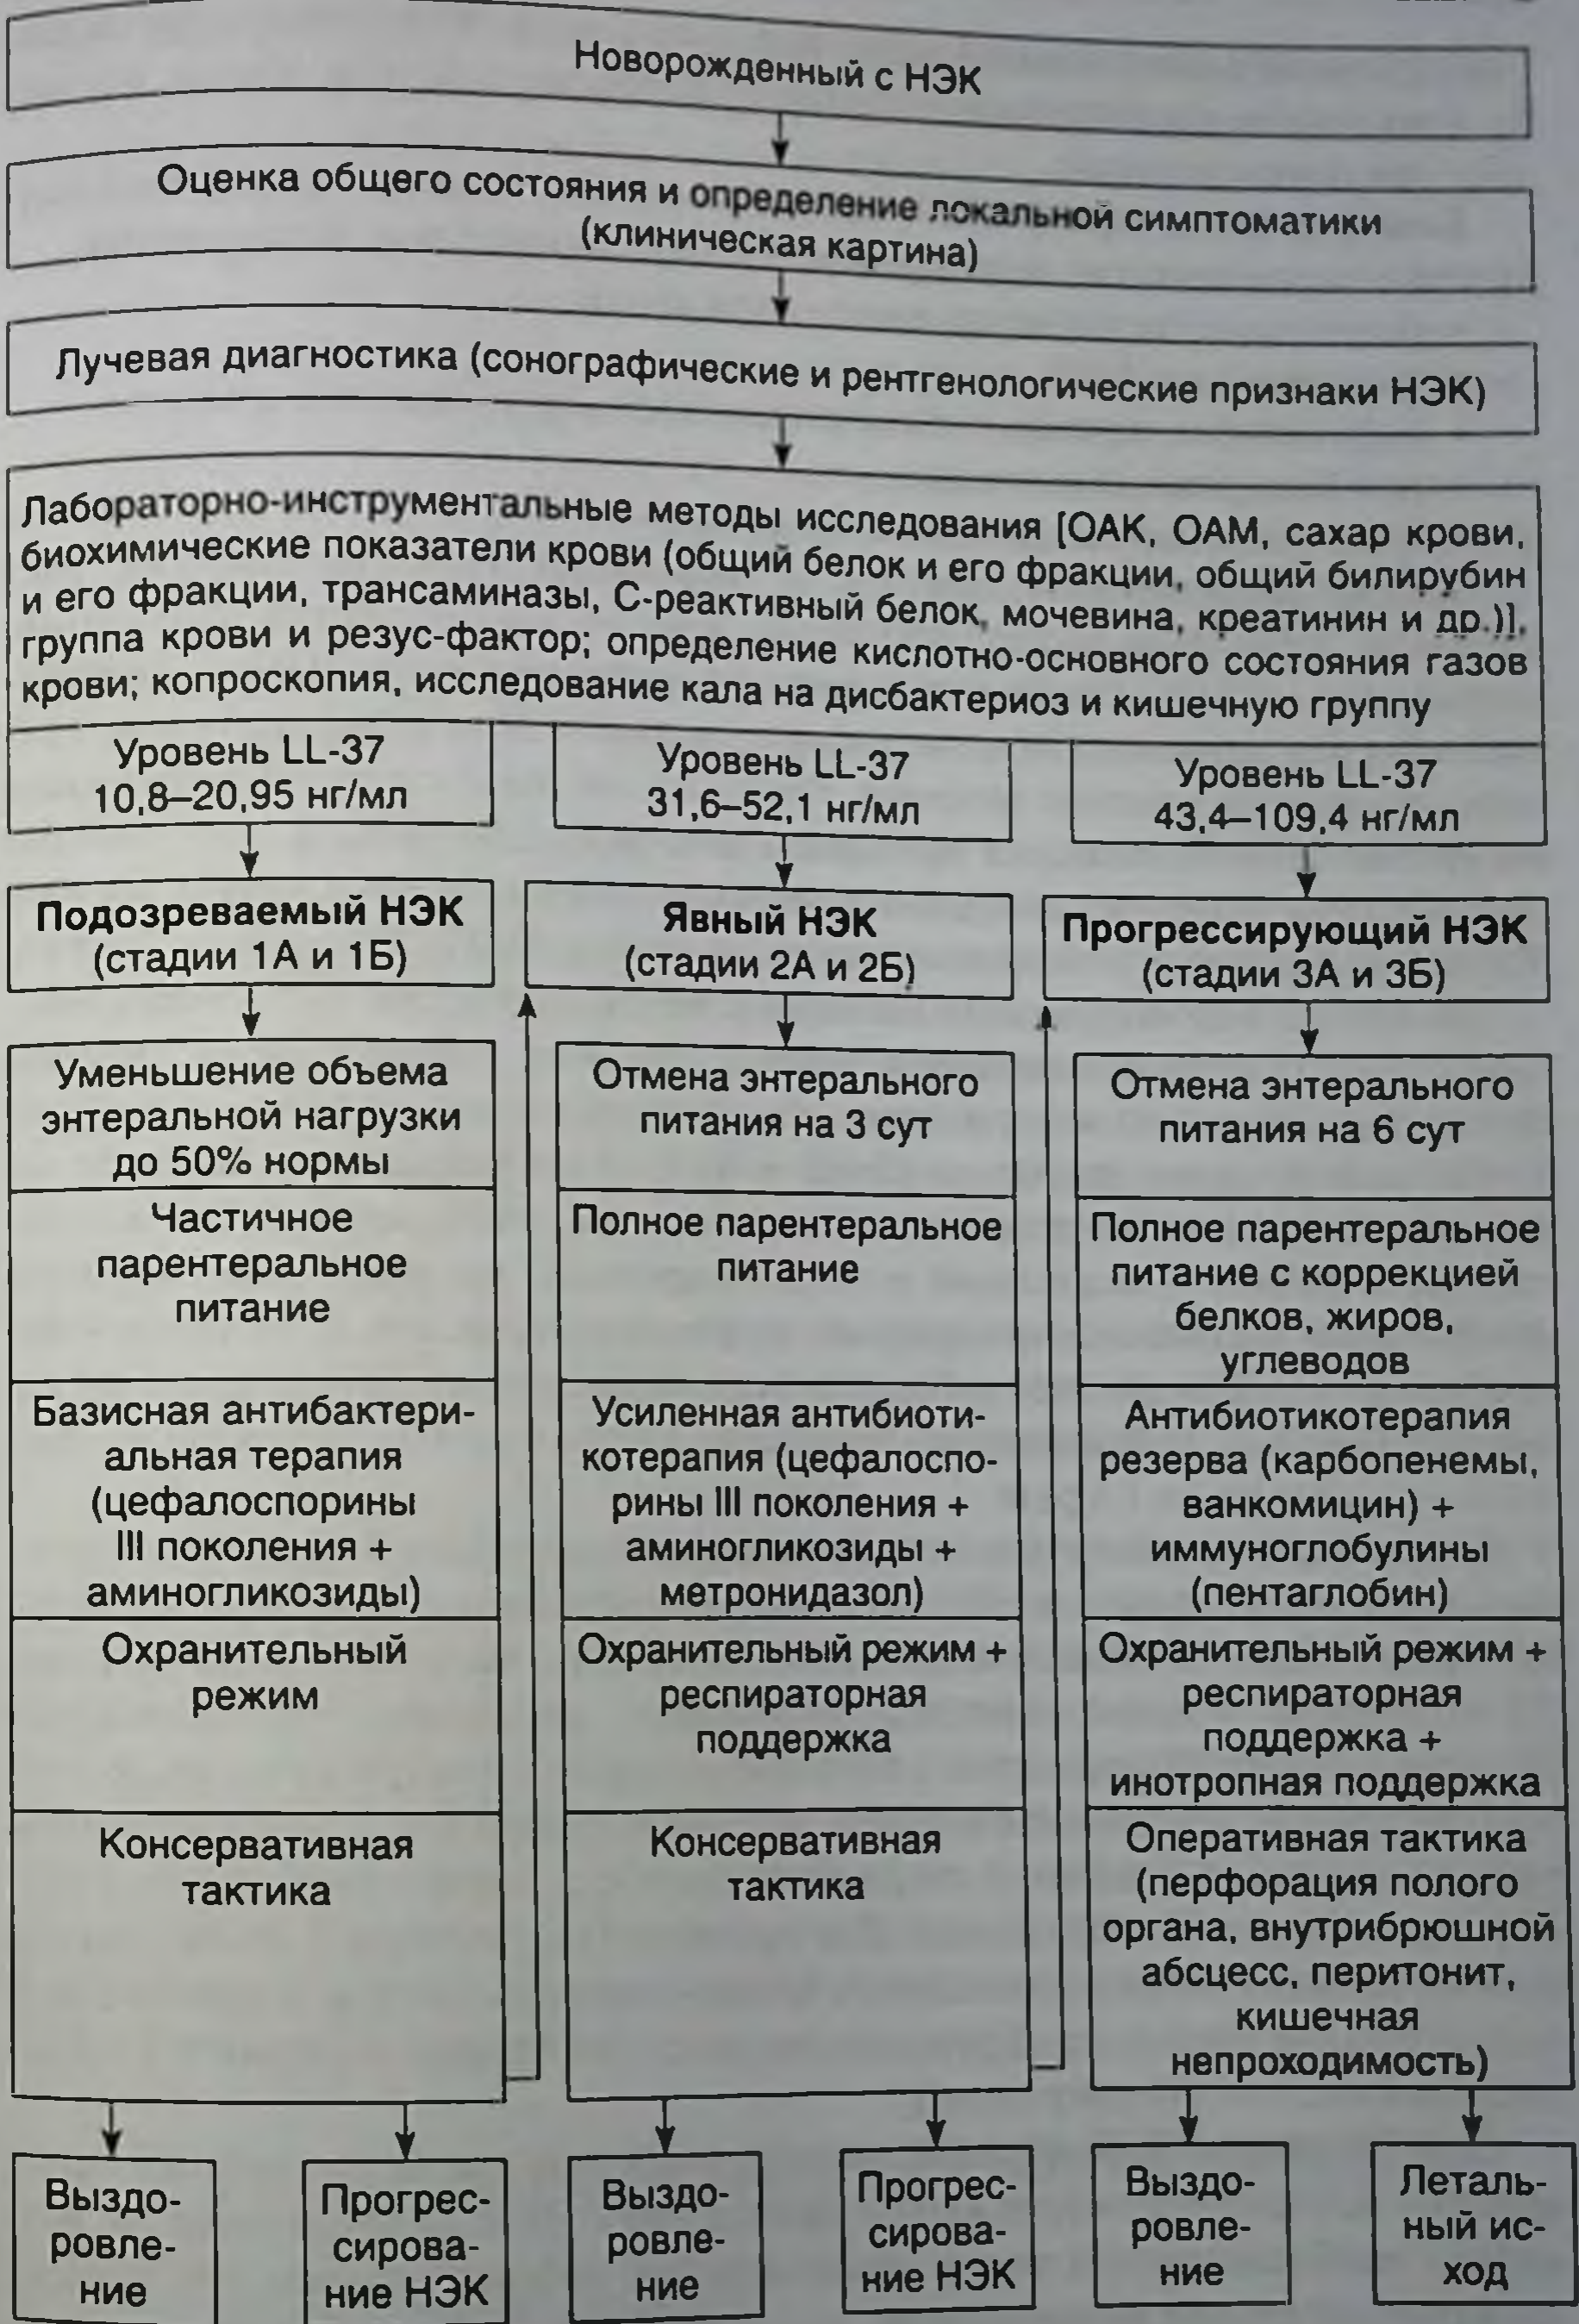 Новорожденный с НЭК
Оценка общего состояния и определение локальной симптоматики
(клиническая картина)
Лучевая диагностика (сонографические и рентгенологические признаки НЭК)
Лабораторно-инструментальные методы исследования [ОАК, ОАМ, сахар крови,
биохимические показатели крови (общий белок и его фракции, общий билирубин
и его фракции, трансаминазы, С-реактивный белок, мочевина, креатинин и др.)],
группа крови и резус-фактор; определение кислотно-основного состояния газов
крови; копроскопия, исследование кала на дисбактериоз и кишечную группу
Уровень LL-37
10,8–20,95 нг/мл
Уровень LL-37
31,6–52,1 нг/мл
Уровень LL-37
43,4–109,4 нг/мл
Подозреваемый НЭК
(стадии 1А и 1Б)
Явный НЭК
(стадии 2А и 2Б)
Прогрессирующий НЭК
(стадии 3А и 3Б)
Уменьшение объема
энтеральной нагрузки
до 50% нормы
Отмена энтерального
питания на 3 сут
Отмена энтерального
питания на 6 сут
Частичное
парентеральное
питание
Полное парентеральное
питание
Полное парентеральное
питание с коррекцией
белков, жиров,
углеводов
Базисная антибактери-
альная терапия
(цефалоспорины
III поколения +
аминогликозиды)
Усиленная антибиоти-
котерапия (цефалоспо-
рины III поколения +
аминогликозиды +
метронидазол)
Антибиотикотерапия
резерва (карбопенемы,
ванкомицин) +
иммуноглобулины
(пентаглобин)
Охранительный
режим
Охранительный режим +
респираторная
поддержка
Охранительный режим +
респираторная
поддержка +
инотропная поддержка
Консервативная
тактика
Консервативная
тактика
Оперативная тактика
(перфорация полого
органа, внутрибрюшной
абсцесс, перитонит,
кишечная
непроходимость)
Выздо-
ровле-
ние
Прогрес-
сирова-
ние НЭК
Выздо-
ровле-
ние
Прогрес-
сирова-
ние НЭК
Выздо-
ровле-
ние
Леталь-
ный ис-
ход